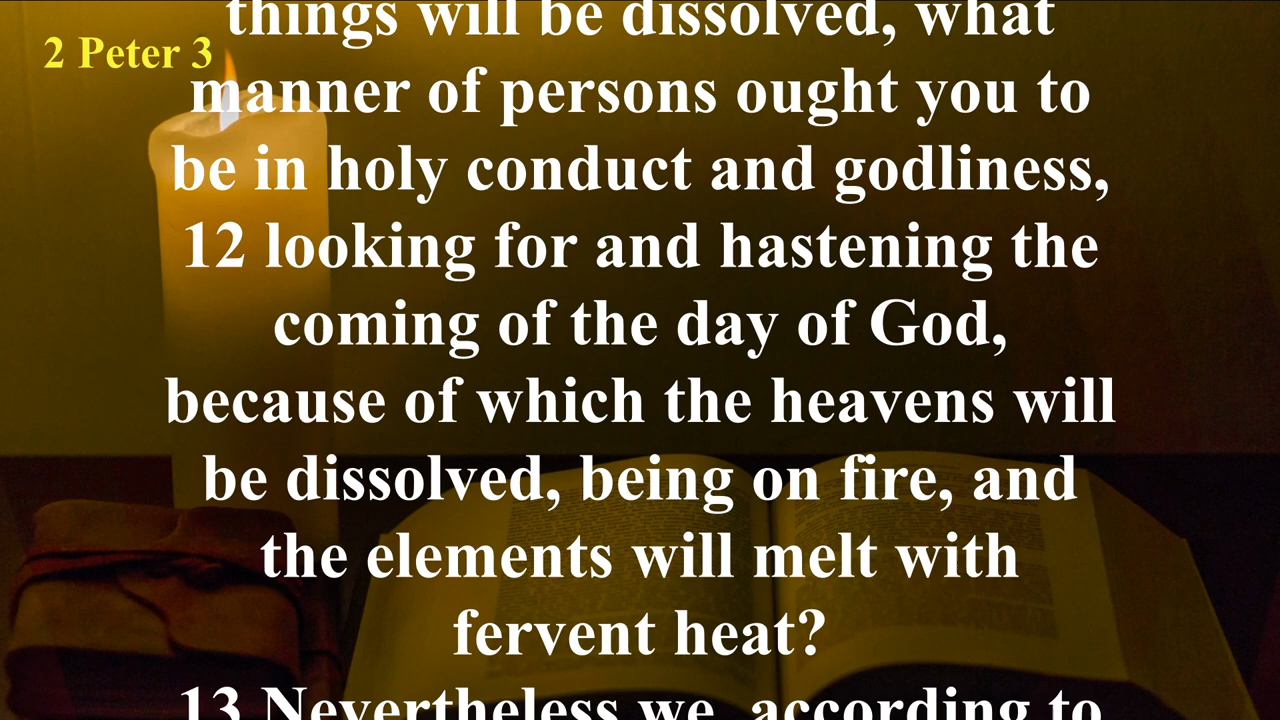 things will be dissolved, what
2 Peter 3
manner of persons ought you to
be in holy conduct and godliness,
12 looking for and hastening the
coming of the day of God,
because of which the heavens will
be dissolved, being on fire, and
the elements will melt with
fervent heat?
13 Nevertheless we, according to